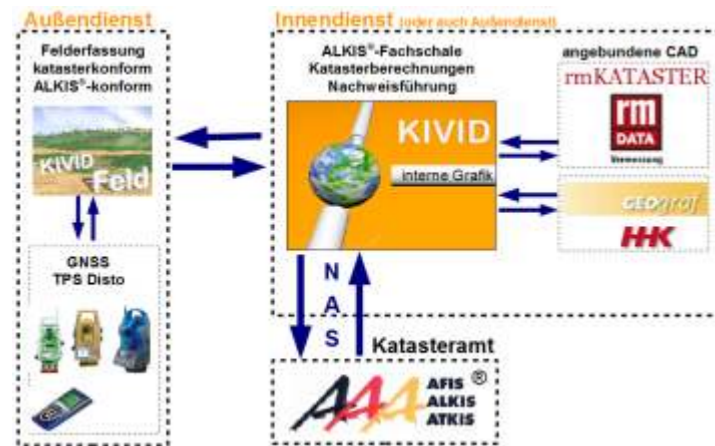 Außendienst
Felderfassung
katasterkonform
ALKIS®-konform
KIVID
Feld
GNSS
TPS Disto
Innendienst (oder auch Außendienst)
ALKIS®-Fachschale
Katasterberechnungen
Nachweisführung
KIVID
interne Grafik
angebundene CAD
rmKATASTER
rm
DATA
Vermessung
GEOgraf
HHK
N
A
S
Katasteramt
AAA
AFIS ®
ALKIS
ATKIS